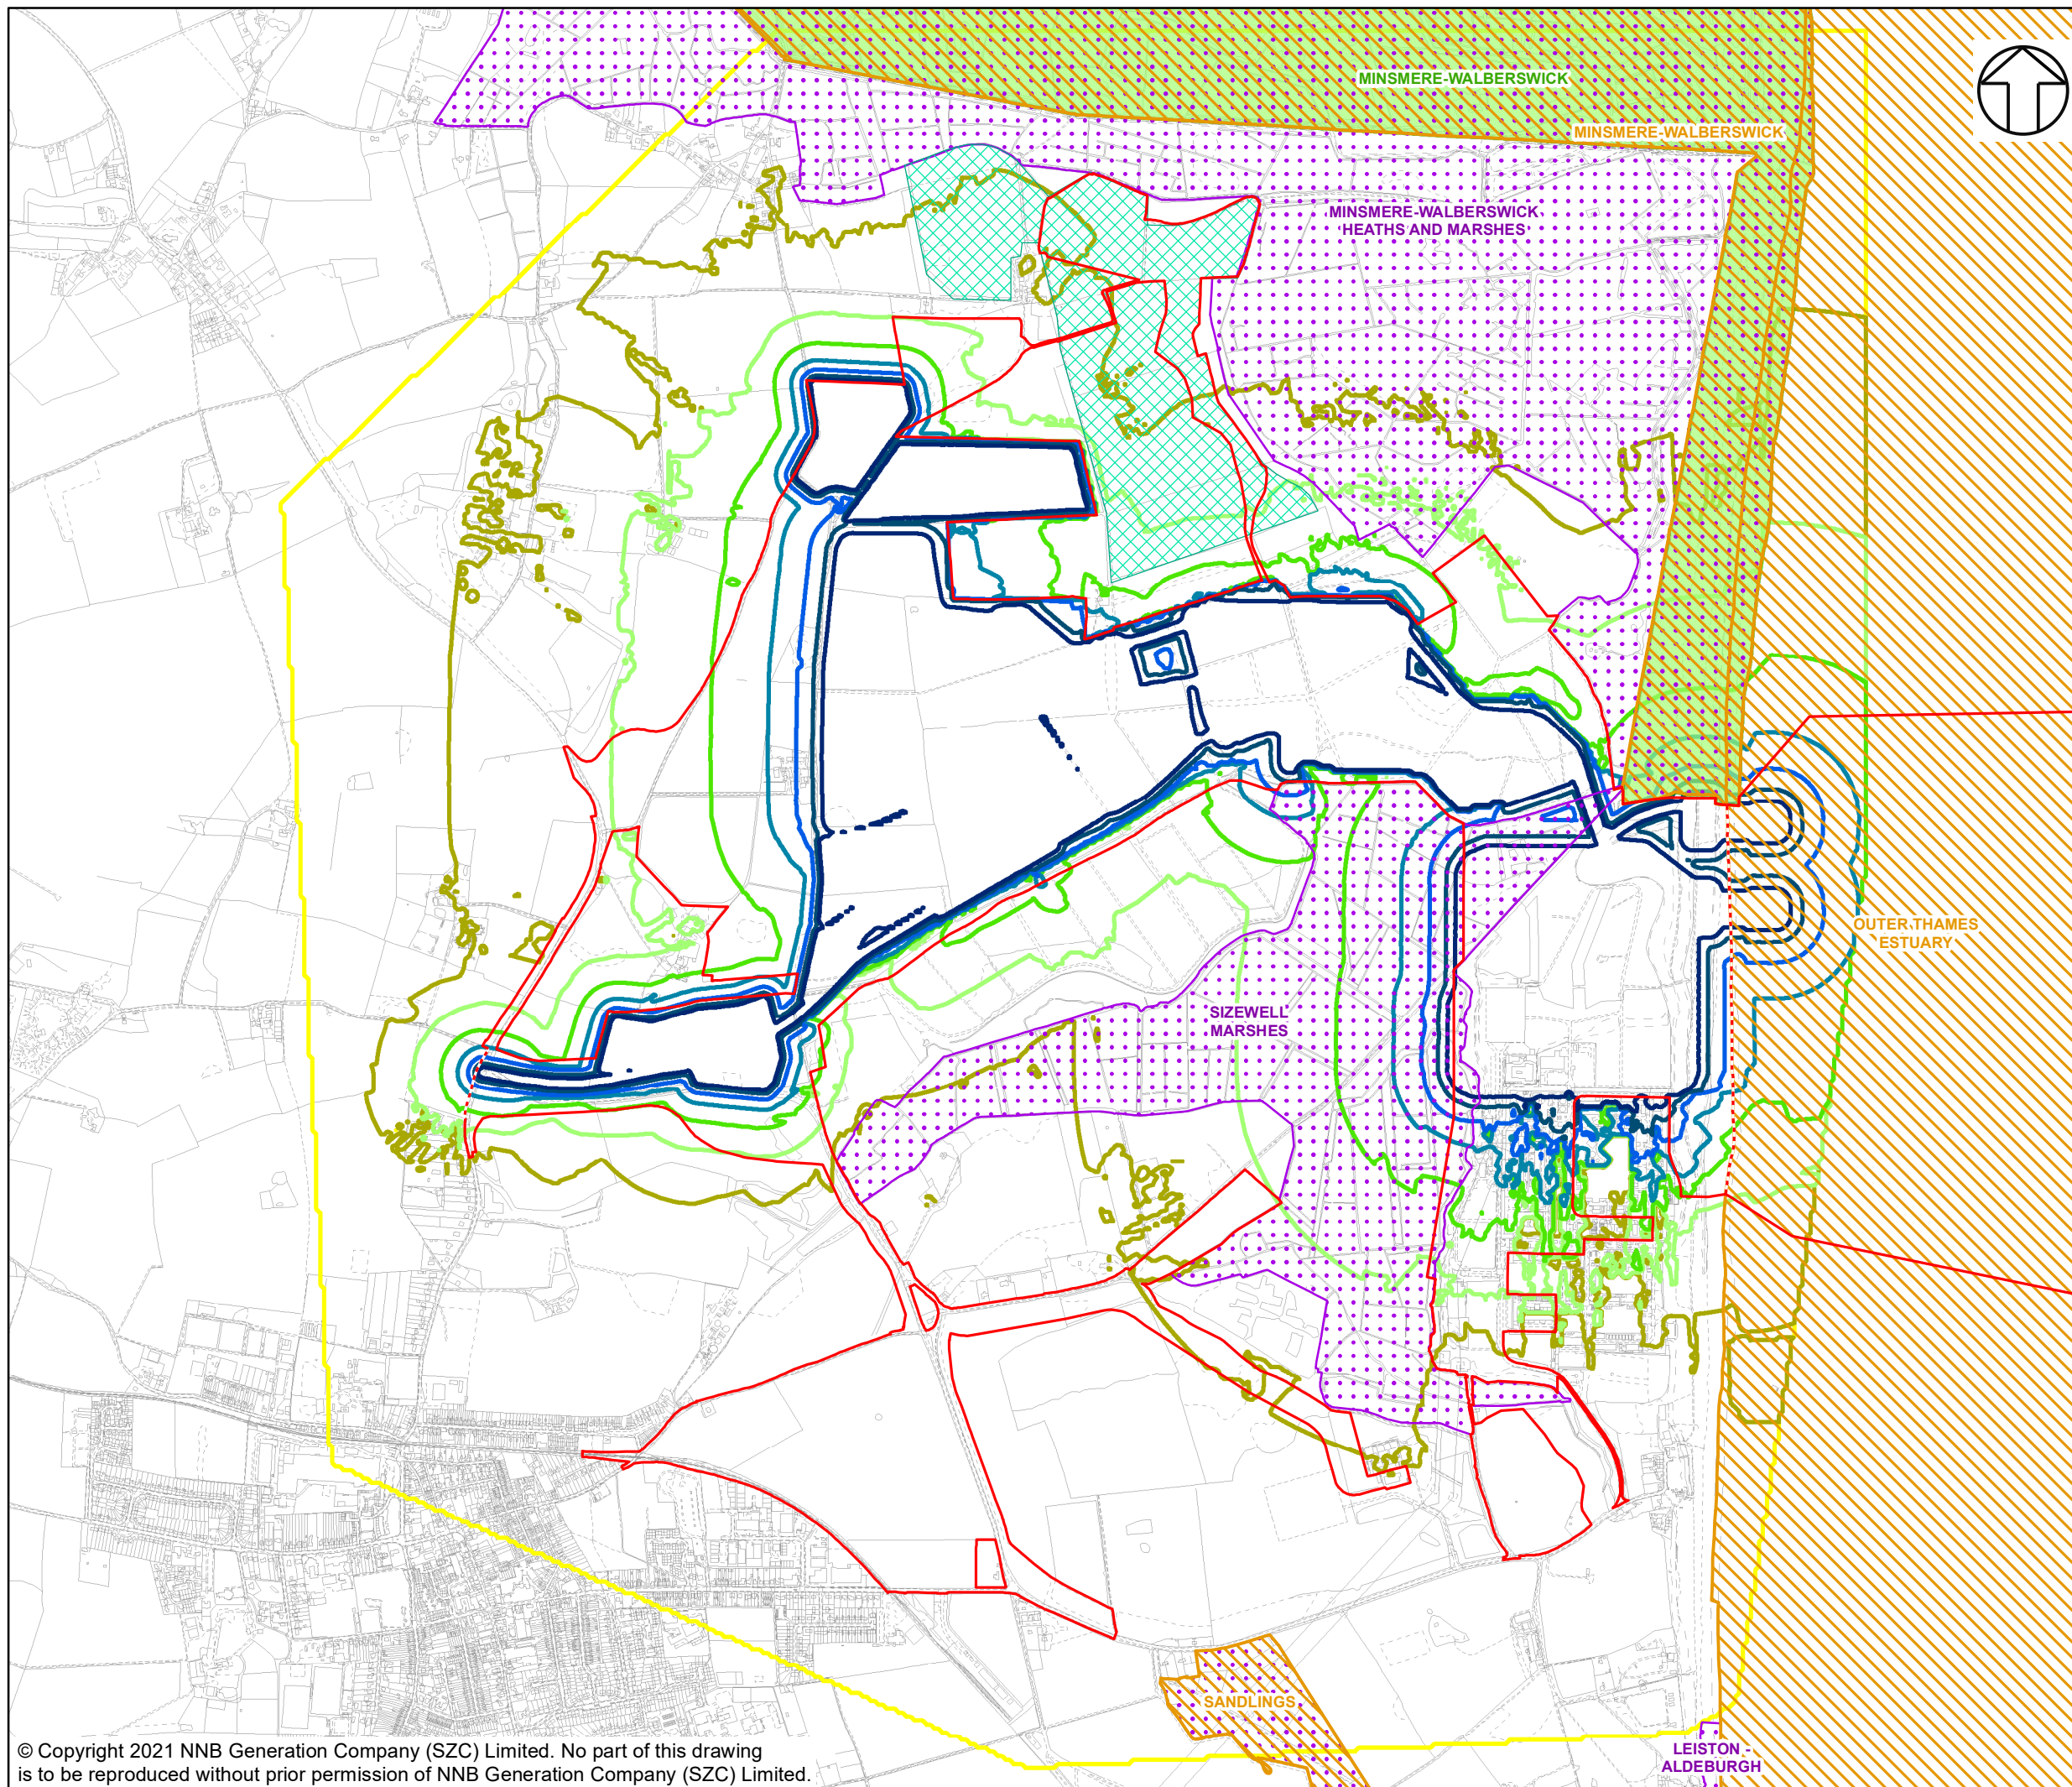 MINSMERE-WALBERSWICK
MINSMERE-WALBERSWICK
MINSMERE-WALBERSWICK
HEATHS AND MARSHES
OUTER THAMES
ESTUARY
SIZEWELL
MARSHES
SANDLINGS
LEISTON -
ALDEBURGH
© Copyright 2021 NNB Generation Company (SZC) Limited. No part of this drawing
is to be reproduced without prior permission of NNB Generation Company (SZC) Limited.